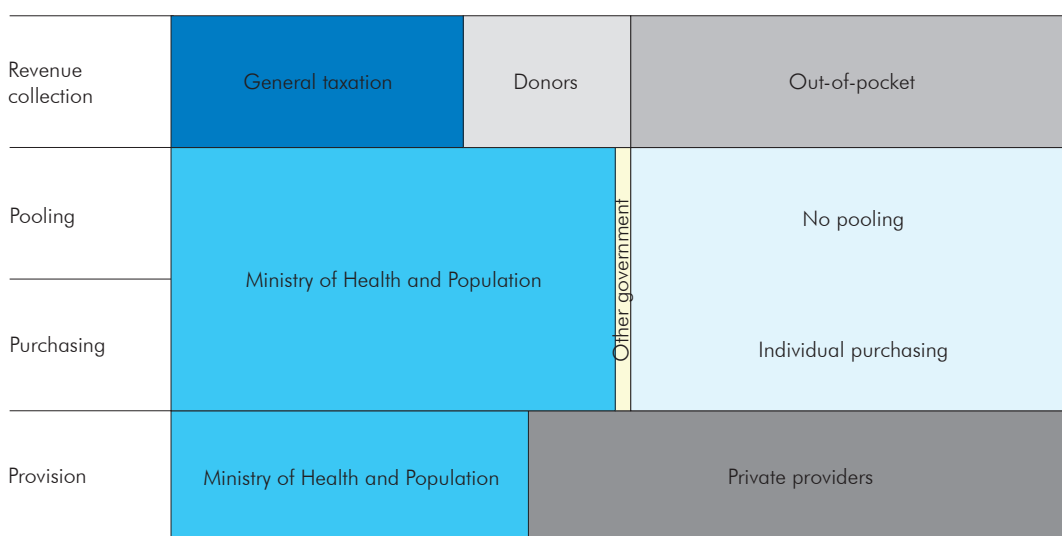 Revenue
collection
General taxation
Donors
Out-of-pocket
Pooling
Purchasing
Ministry of Health and Population
Other government
No pooling
Individual purchasing
Provision
Ministry of Health and Population
Private providers